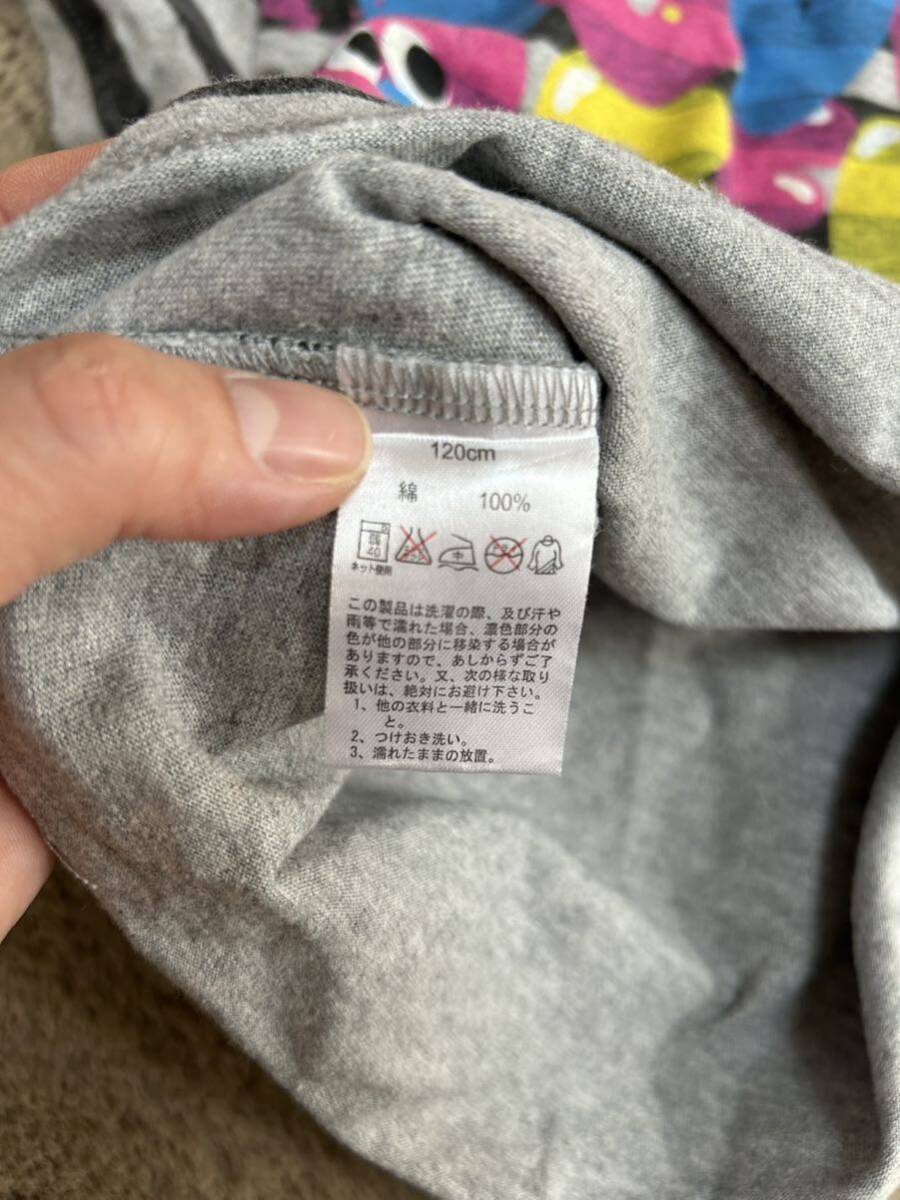 120cm
綿 100%
弱
40
中
ネット使用
この製品は洗濯の際、及び汗や
雨等で濡れた場合、濃色部分の
色が他の部分に移染する場合が
ありますので、あしからずご了
承ください。又、次の様な取り
扱いは、絶対にお避け下さい。
1、他の衣料と一緒に洗うこ
と。
2、つけおき洗い。
3、濡れたままの放置。